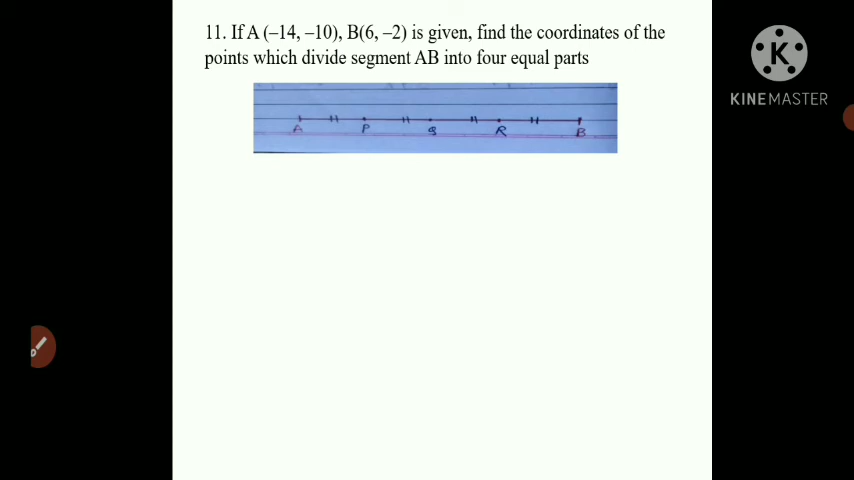 11. If A (–14, –10), B(6, –2) is given, find the coordinates of the
points which divide segment AB into four equal parts
A P Q R B
K
KINEMASTER